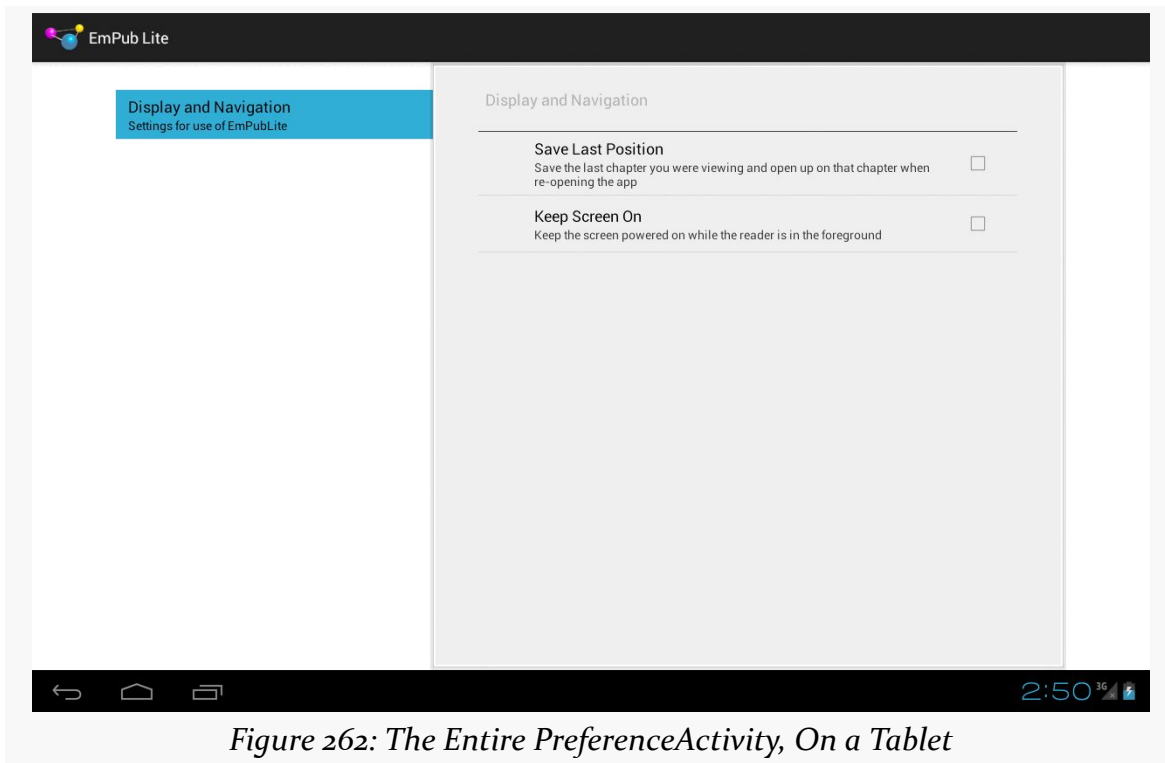 EmPub Lite
Display and Navigation
Settings for use of EmPubLite
Display and Navigation
Save Last Position
Save the last chapter you were viewing and open up on that chapter when
re-opening the app
Keep Screen On
Keep the screen powered on while the reader is in the foreground
2:50 3G
Figure 262: The Entire PreferenceActivity, On a Tablet